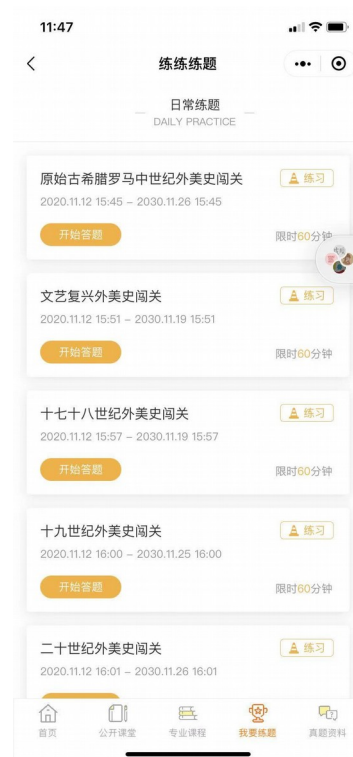 11:47
练练练题
日常练题
DAILY PRACTICE
原始古希腊罗马中世纪外美史闯关
练习
2020.11.12 15:45 – 2030.11.26 15:45
开始答题
限时60分钟
文艺复兴外美史闯关
练习
2020.11.12 15:51 – 2030.11.19 15:51
开始答题
限时60分钟
十七十八世纪外美史闯关
练习
2020.11.12 15:57 – 2030.11.19 15:57
开始答题
限时60分钟
十九世纪外美史闯关
练习
2020.11.12 16:00 – 2030.11.25 16:00
开始答题
限时60分钟
二十世纪外美史闯关
练习
2020.11.12 16:01 – 2030.11.26 16:01
首页
公开课堂
专业课程
我要练题
真题资料